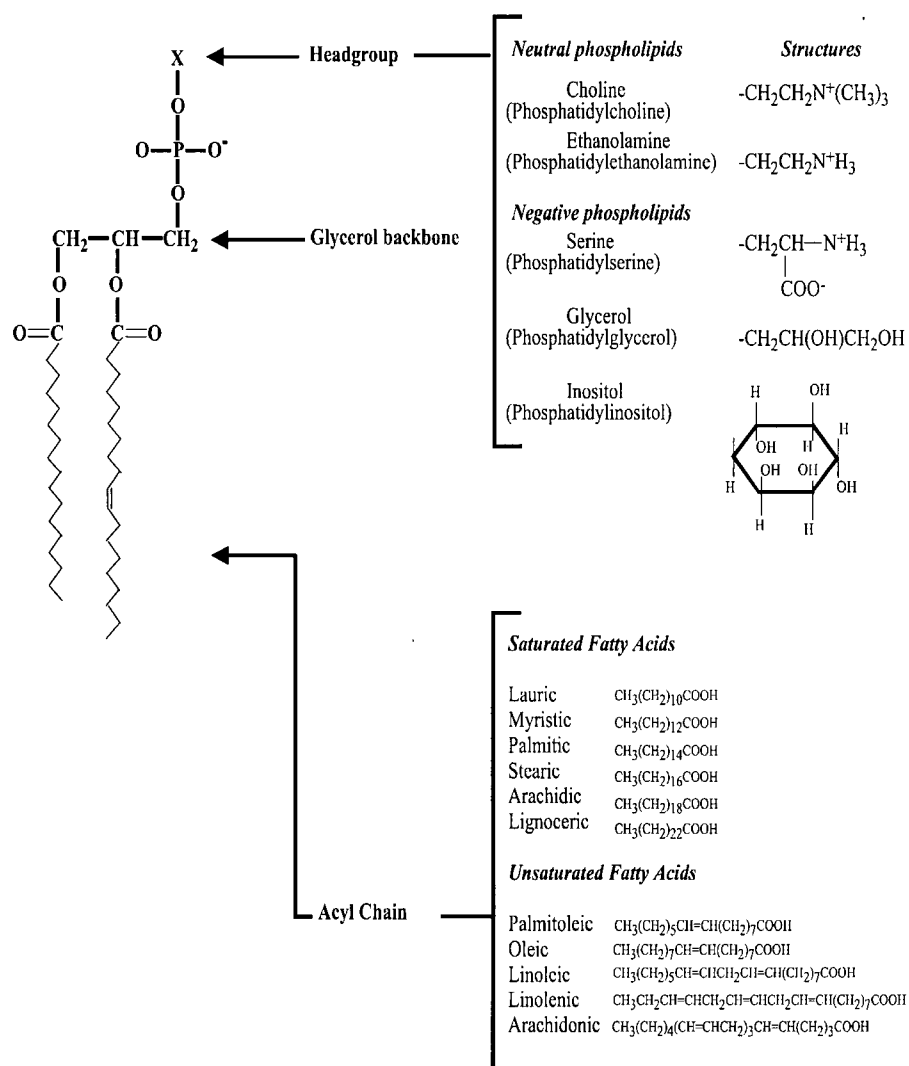 X
O
O–P–O⁻
O
CH₂–CH–CH₂
O O
O=C C=O
Headgroup
Glycerol backbone
Acyl Chain
Neutral phospholipids Structures
Choline -CH₂CH₂N⁺(CH₃)₃
(Phosphatidylcholine)
Ethanolamine
(Phosphatidylethanolamine) -CH₂CH₂N⁺H₃
Negative phospholipids
Serine -CH₂CH–N⁺H₃
(Phosphatidylserine)
COO⁻
Glycerol
(Phosphatidylglycerol) -CH₂CH(OH)CH₂OH
Inositol
(Phosphatidylinositol)
H OH
H
OH H
OH OH
H OH
H H
Saturated Fatty Acids
Lauric CH₃(CH₂)₁₀COOH
Myristic CH₃(CH₂)₁₂COOH
Palmitic CH₃(CH₂)₁₄COOH
Stearic CH₃(CH₂)₁₆COOH
Arachidic CH₃(CH₂)₁₈COOH
Lignoceric CH₃(CH₂)₂₂COOH
Unsaturated Fatty Acids
Palmitoleic CH₃(CH₂)₅CH=CH(CH₂)₇COOH
Oleic CH₃(CH₂)₇CH=CH(CH₂)₇COOH
Linoleic CH₃(CH₂)₅CH=CHCH₂CH=CH(CH₂)₇COOH
Linolenic CH₃CH₂CH=CHCH₂CH=CHCH₂CH=CH(CH₂)₇COOH
Arachidonic CH₃(CH₂)₄(CH=CHCH₂)₃CH=CH(CH₂)₃COOH